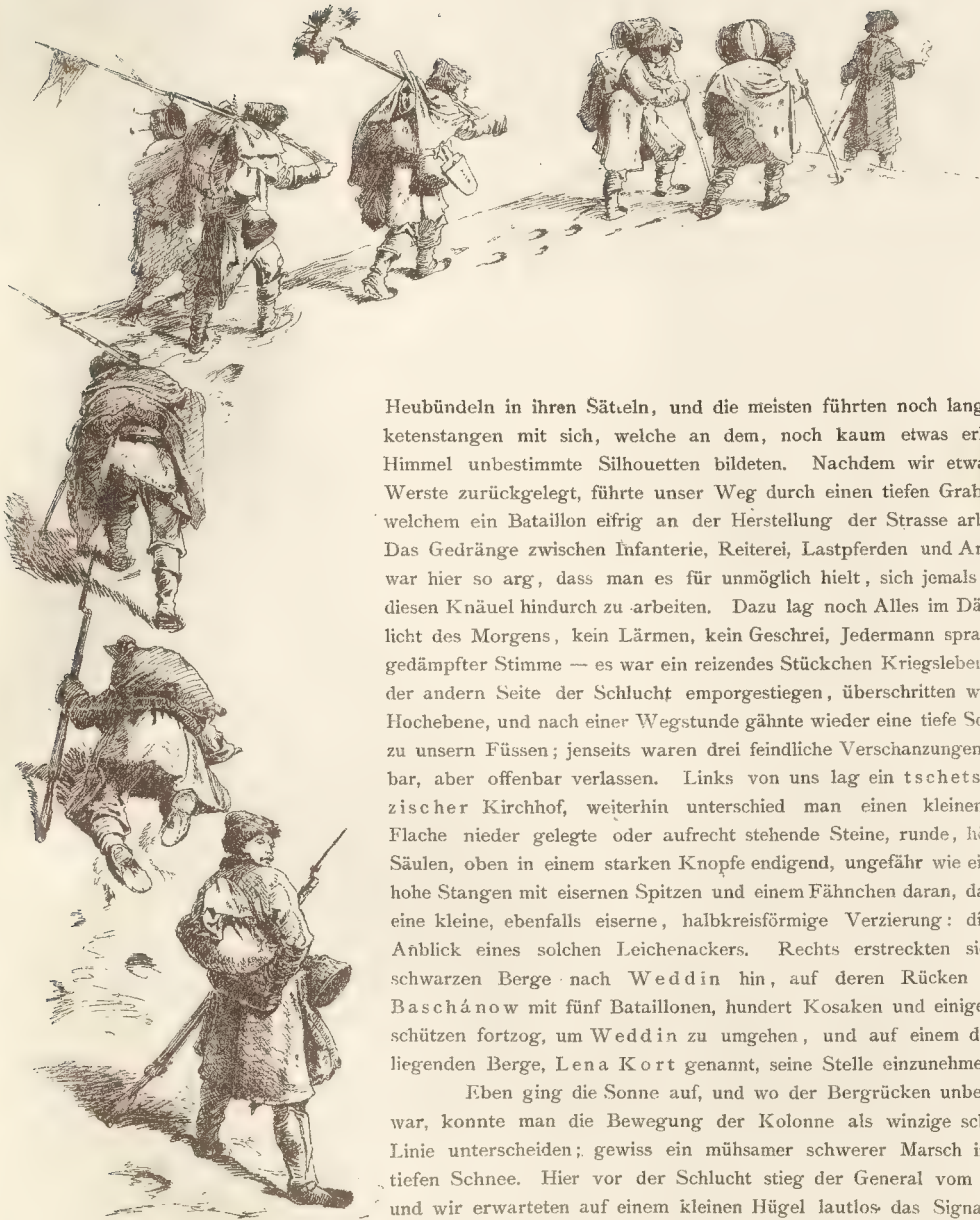 Heubündeln in ihren Sätteln, und die meisten führten noch lang
ketenstangen mit sich, welche an dem, noch kaum etwas er
Himmel unbestimmte Silhouetten bildeten. Nachdem wir etwa
Werste zurückgelegt, führte unser Weg durch einen tiefen Grab
welchem ein Bataillon eifrig an der Herstellung der Strasse arb
Das Gedränge zwischen Infanterie, Reiterei, Lastpferden und Ar
war hier so arg, dass man es für unmöglich hielt, sich jemals
diesen Knäuel hindurch zu arbeiten. Dazu lag noch Alles im Dä
licht des Morgens, kein Lärmen, kein Geschrei, Jedermann spra
gedämpfter Stimme — es war ein reizendes Stückchen Kriegsleben
der andern Seite der Schlucht emporgestiegen, überschritten w
Hochebene, und nach einer Wegstunde gähnte wieder eine tiefe Sc
zu unsern Füssen; jenseits waren drei feindliche Verschanzungen
bar, aber offenbar verlassen. Links von uns lag ein tschets
zischer Kirchhof, weiterhin unterschied man einen kleinen
Flache nieder gelegte oder aufrecht stehende Steine, runde, h
Säulen, oben in einem starken Knopfe endigend, ungefähr wie ei
hohe Stangen mit eisernen Spitzen und einem Fähnchen daran, da
eine kleine, ebenfalls eiserne, halbkreisförmige Verzierung: di
Anblick eines solchen Leichenackers. Rechts erstreckten si
schwarzen Berge nach Weddin hin, auf deren Rücken
Baschánow mit fünf Bataillonen, hundert Kosaken und einige
schützen fortzog, um Weddin zu umgehen, und auf einem d
liegenden Berge, Lena Kort genannt, seine Stelle einzunehme
Eben ging die Sonne auf, und wo der Bergrücken unbe
war, konnte man die Bewegung der Kolonne als winzige sc
Linie unterscheiden; gewiss ein mühsamer schwerer Marsch i
tiefen Schnee. Hier vor der Schlucht stieg der General vom
und wir erwarteten auf einem kleinen Hügel lautlos das Signa